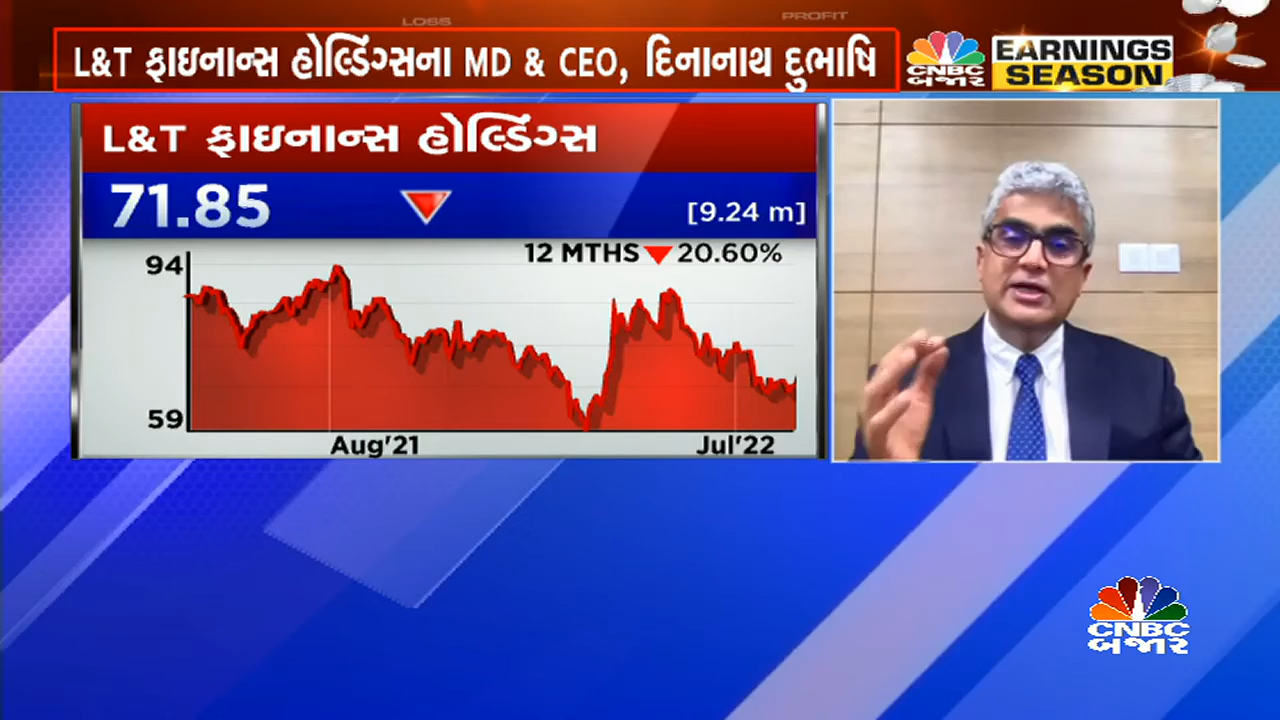 LOSS
PROFIT
L&T ફાઇનાન્સ હોલ્ડિંગ્સના MD & CEO, દિનાનાથ દુભાષિ
CNBC
બજાર
EARNINGS
SEASON
L&T ફાઇનાન્સ હોલ્ડિંગ્સ
71.85
[9.24 m]
12 MTHS 20.60%
94
59
Aug'21
Jul'22
CNBC
બજાર